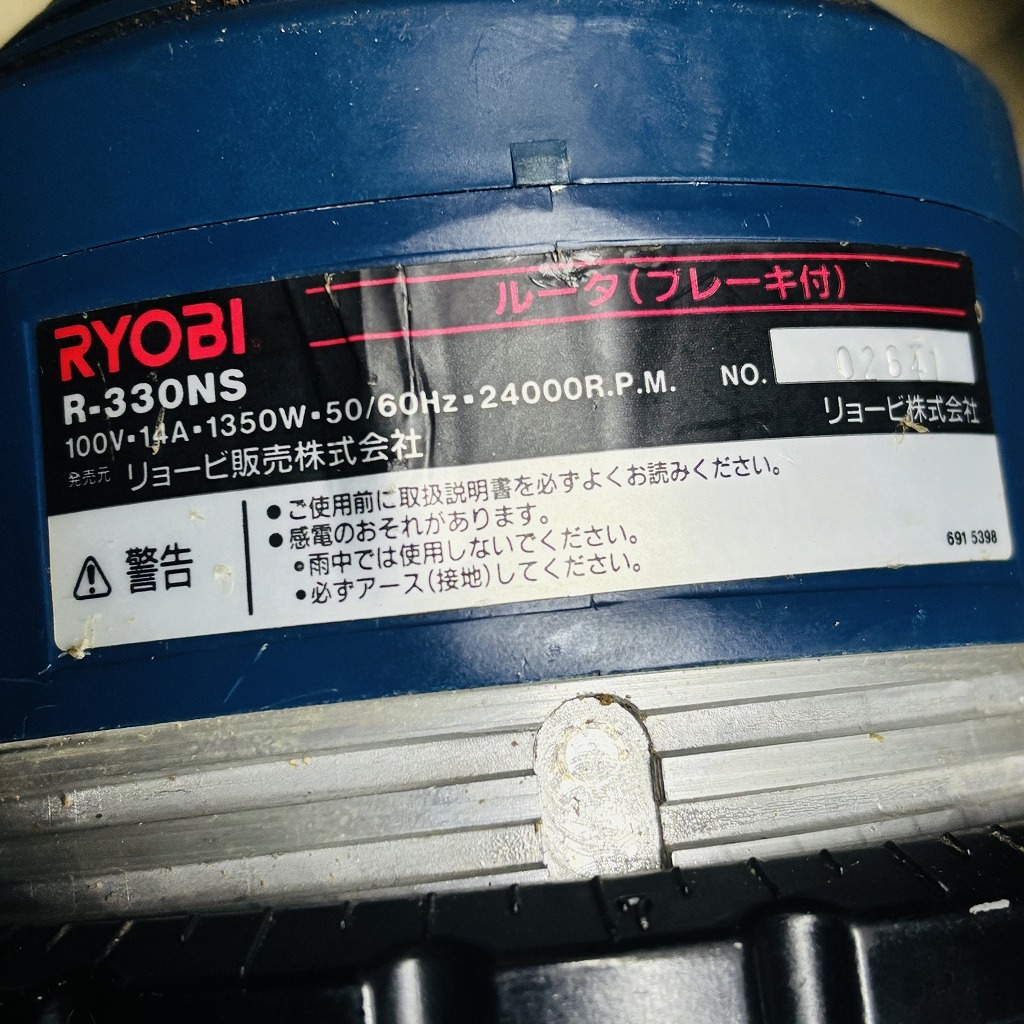 ルータ(ブレーキ付)
RYOBI
R-330NS
NO. 02641
100V・14A・1350W・50/60Hz・24000R.P.M.
発売元 リョービ販売株式会社
リョービ株式会社
警告
●ご使用前に取扱説明書を必ずよくお読みください。
●感電のおそれがあります。
•雨中では使用しないでください。
•必ずアース(接地)してください。
691 5398